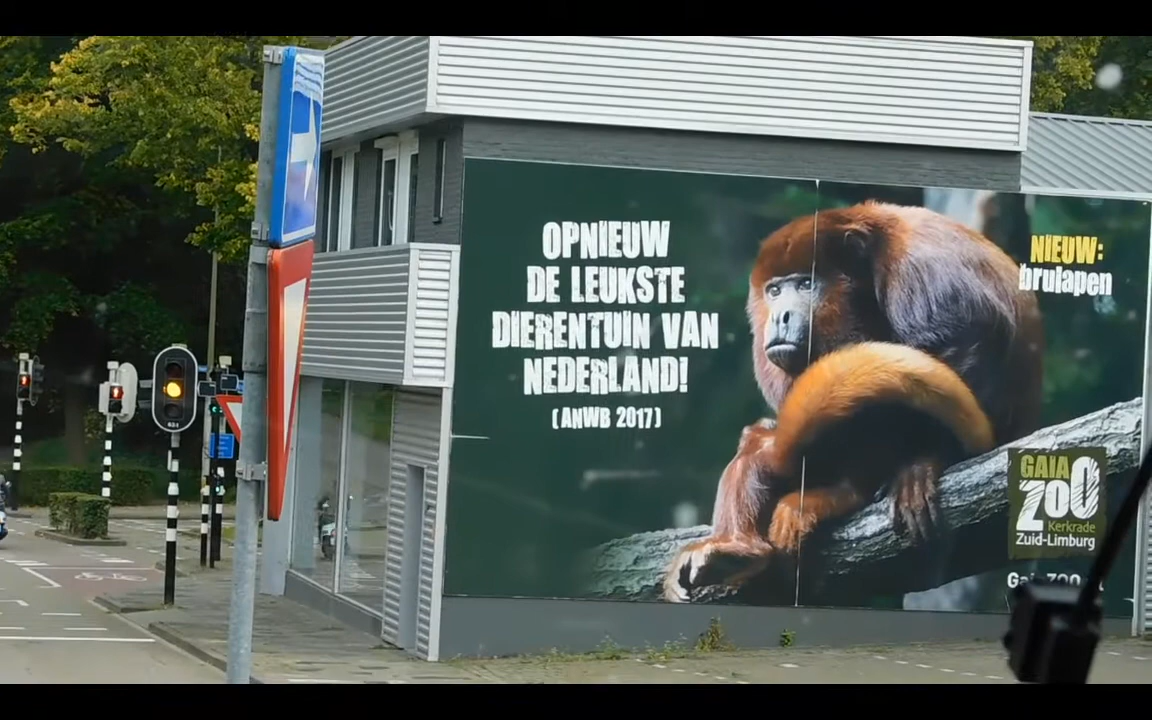 OPNIEUW
DE LEUKSTE
DIERENTUIN VAN
NEDERLAND!
(ANWB 2017)
NIEUW:
brulapen
GAIA
ZOO
Kerkrade
Zuid-Limburg